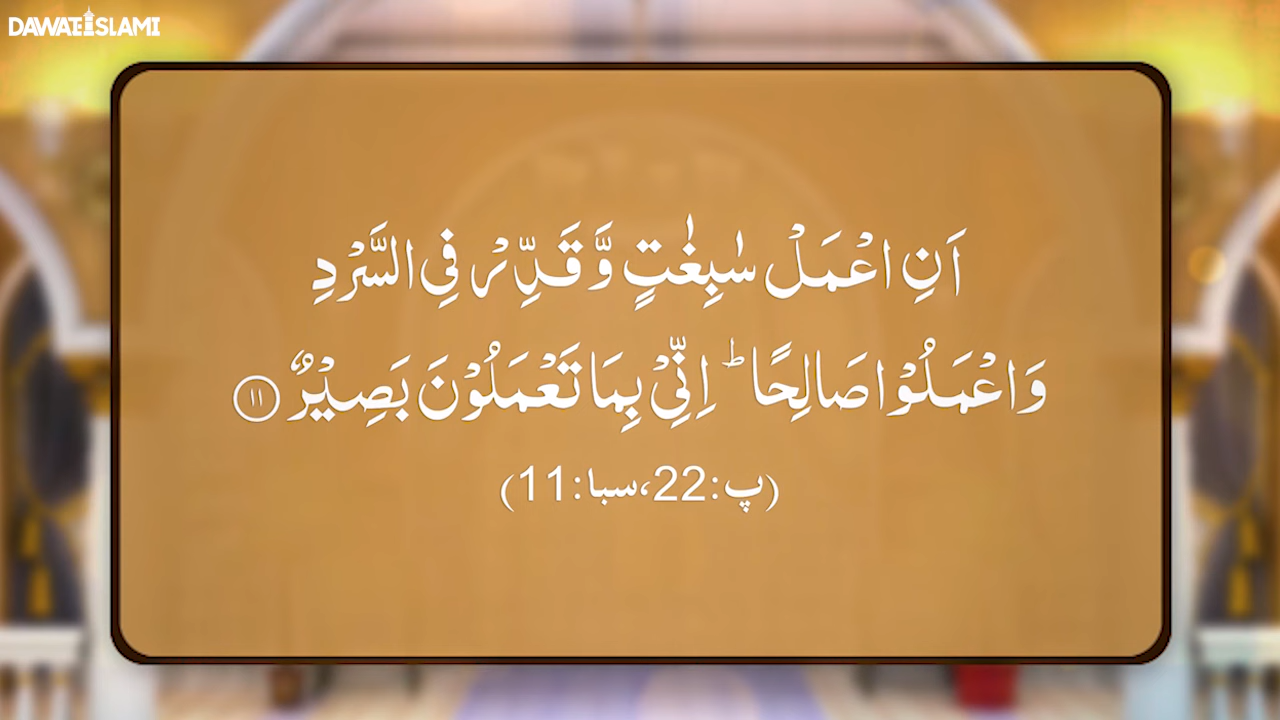 DAWATEISLAMI
اَنِ اعْمَلْ سٰبِغٰتٍ وَّ قَدِّرْ فِی السَّرْدِ
وَ اعْمَلُوْا صَالِحًاؕ اِنِّیْ بِمَا تَعْمَلُوْنَ بَصِیْرٌ ﴿۱۱﴾
(پ:22،سبا:11)